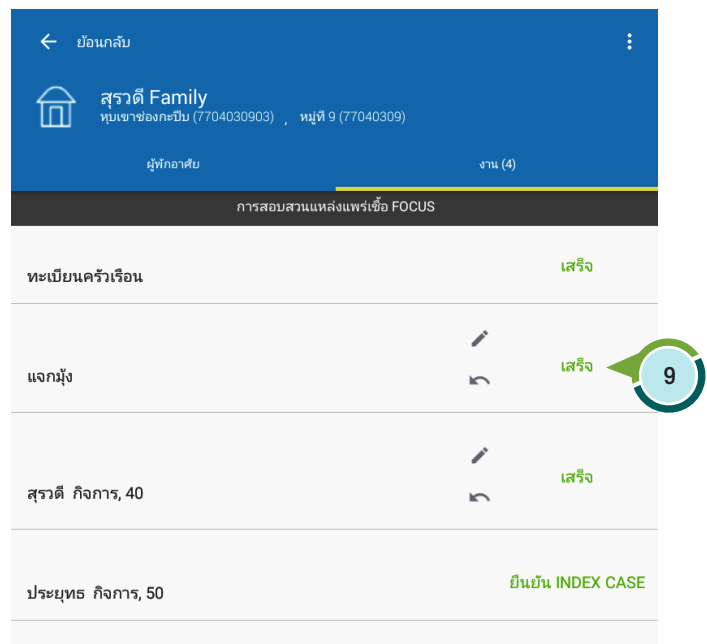 ย้อนกลับ
สุรวดี Family
หุบเขาช่องกะปีบ (7704030903) , หมู่ที่ 9 (77040309)
ผู้พักอาศัย งาน (4)
การสอบสวนแหล่งแพร่เชื้อ FOCUS
ทะเบียนครัวเรือน เสร็จ
แจกมุ้ง เสร็จ 9
สุรวดี กิจการ, 40 เสร็จ
ประยุทธ กิจการ, 50 ยืนยัน INDEX CASE